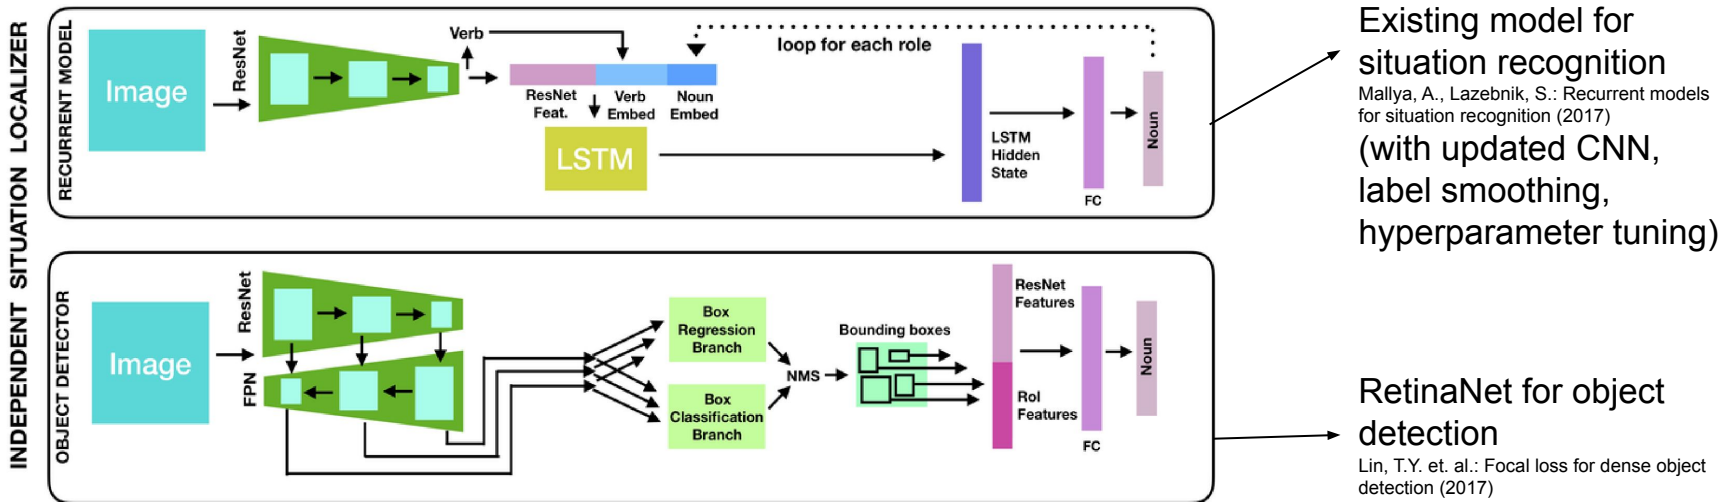 INDEPENDENT SITUATION LOCALIZER
RECURRENT MODEL
Image
ResNet
Verb
loop for each role
ResNet
Feat.
Verb
Embed
Noun
Embed
LSTM
LSTM
Hidden
State
FC
Noun
Existing model for
situation recognition
Mallya, A., Lazebnik, S.: Recurrent models
for situation recognition (2017)
(with updated CNN,
label smoothing,
hyperparameter tuning)
OBJECT DETECTOR
Image
ResNet
FPN
Box
Regression
Branch
Box
Classification
Branch
NMS
Bounding boxes
ResNet
Features
RoI
Features
FC
Noun
RetinaNet for object
detection
Lin, T.Y. et. al.: Focal loss for dense object
detection (2017)